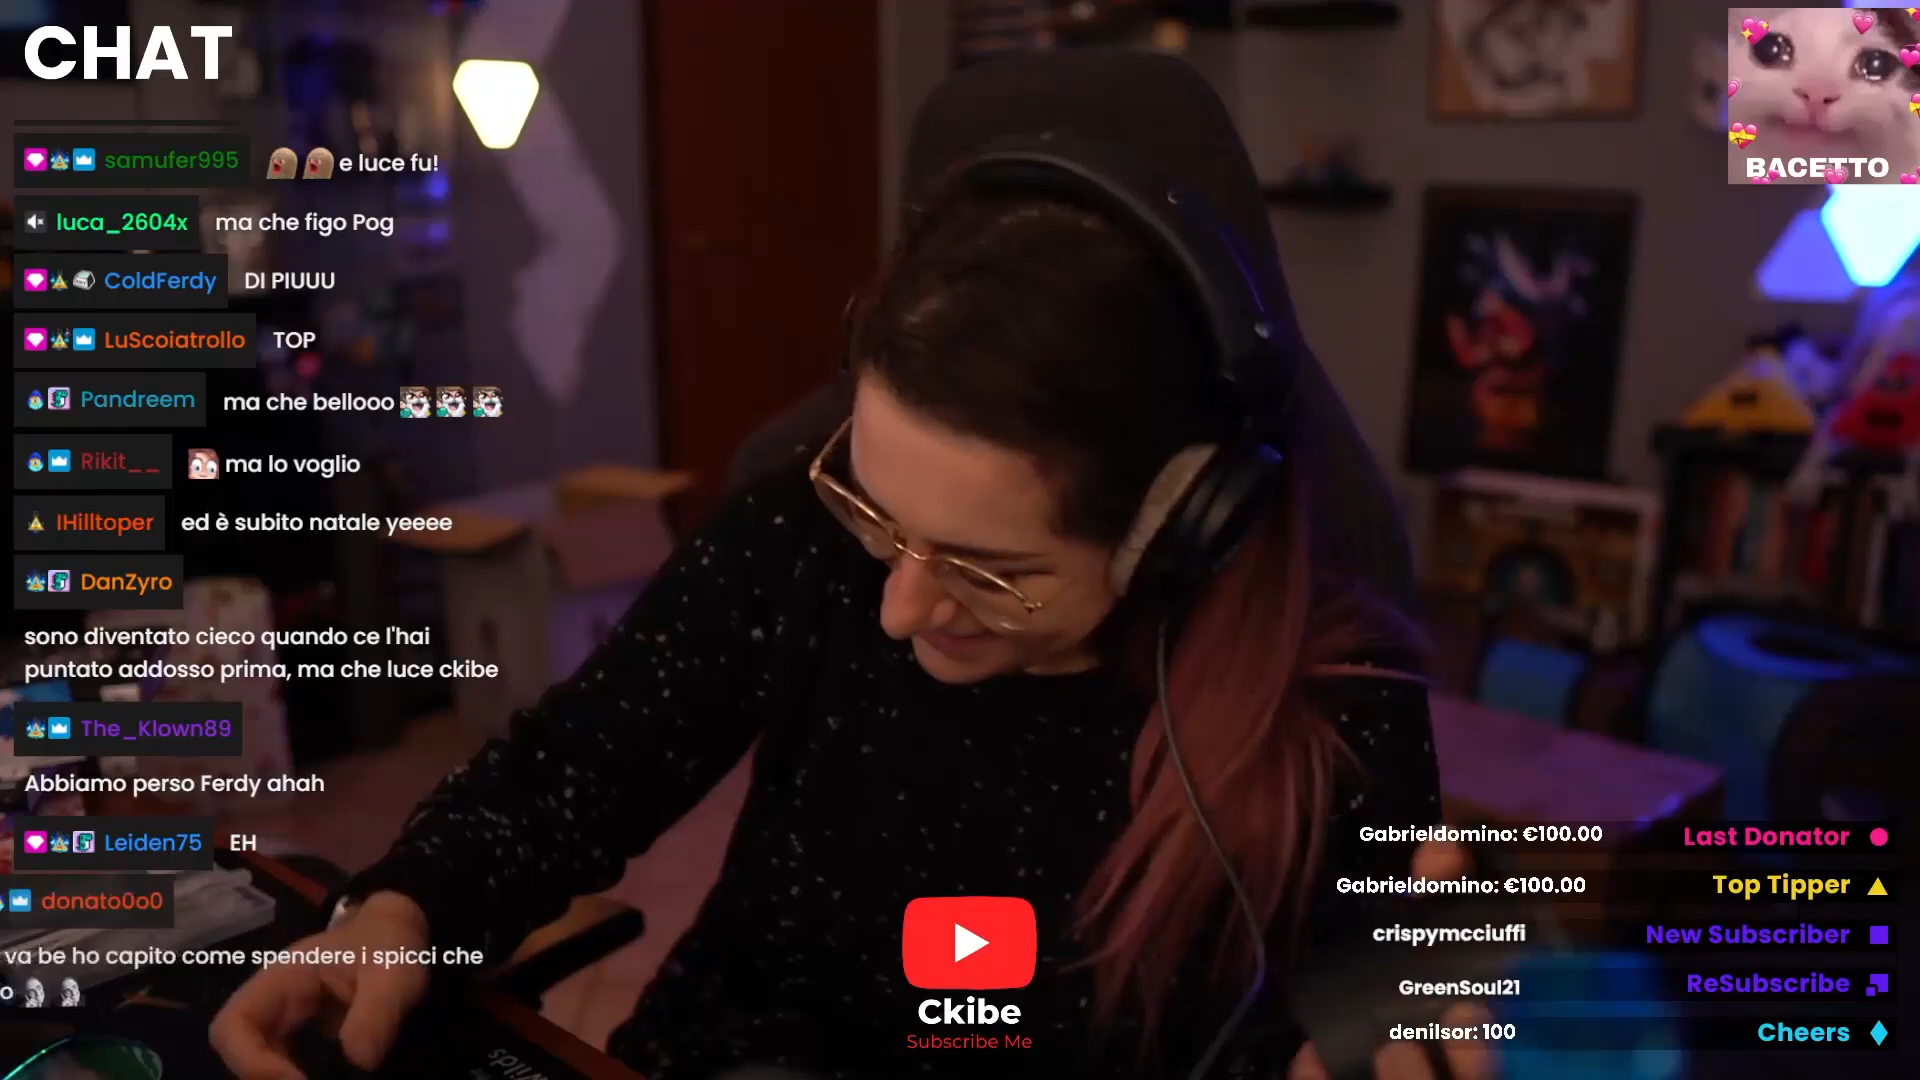 CHAT
samufer995 e luce fu!
luca_2604x ma che figo Pog
ColdFerdy DI PIUUU
LuScoiatrollo TOP
Pandreem ma che bellooo
Rikit__ ma lo voglio
IHilltoper ed è subito natale yeeee
DanZyro
sono diventato cieco quando ce l'hai
puntato addosso prima, ma che luce ckibe
The_Klown89
Abbiamo perso Ferdy ahah
Leiden75 EH
donato0o0
va be ho capito come spendere i spicci che
o
BACETTO
Gabrieldomino: €100.00 Last Donator
Gabrieldomino: €100.00 Top Tipper
crispymcciuffi New Subscriber
GreenSoul21 ReSubscribe
denilsor: 100 Cheers
Ckibe
Subscribe Me
Wilds